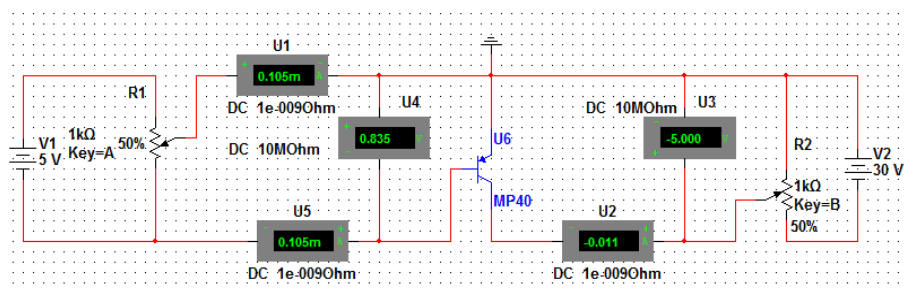 U1
+ 0.105m A -
R1
DC 1e-009Ohm
U4
DC 10MOhm
U3
V1
5 V
1kΩ
Key=A
50%
DC 10MOhm
+ 0.835 V -
U6
-5.000 V
+
R2
V2
30 V
1kΩ
Key=B
50%
MP40
U5
- 0.105m A +
DC 1e-009Ohm
U2
- -0.011 A +
DC 1e-009Ohm